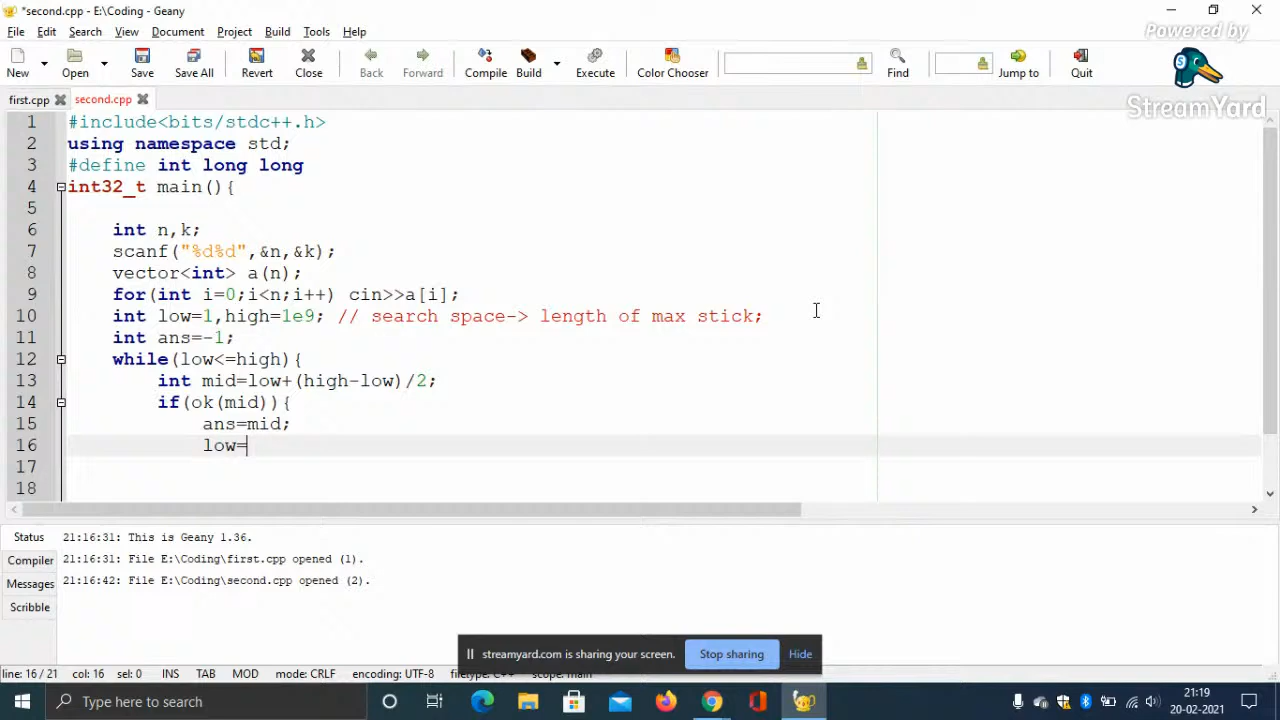 *second.cpp - E:\Coding - Geany
File Edit Search View Document Project Build Tools Help
Powered by
New Open Save Save All Revert Close Back Forward Compile Build Execute Color Chooser Find Jump to Quit
StreamYard
first.cpp second.cpp
1 #include<bits/stdc++.h>
2 using namespace std;
3 #define int long long
4 int32_t main(){
5
6 int n,k;
7 scanf("%d%d",&n,&k);
8 vector<int> a(n);
9 for(int i=0;i<n;i++) cin>>a[i];
10 int low=1,high=1e9; // search space-> length of max stick;
11 int ans=-1;
12 while(low<=high){
13 int mid=low+(high-low)/2;
14 if(ok(mid)){
15 ans=mid;
16 low=
17
18
Status 21:16:31: This is Geany 1.36.
Compiler 21:16:31: File E:\Coding\first.cpp opened (1).
Messages 21:16:42: File E:\Coding\second.cpp opened (2).
Scribble
streamyard.com is sharing your screen. Stop sharing Hide
line: 16 / 21 col: 16 sel: 0 INS TAB mode: CRLF encoding: UTF-8 filetype: C++ scope: main
Type here to search
21:19
20-02-2021